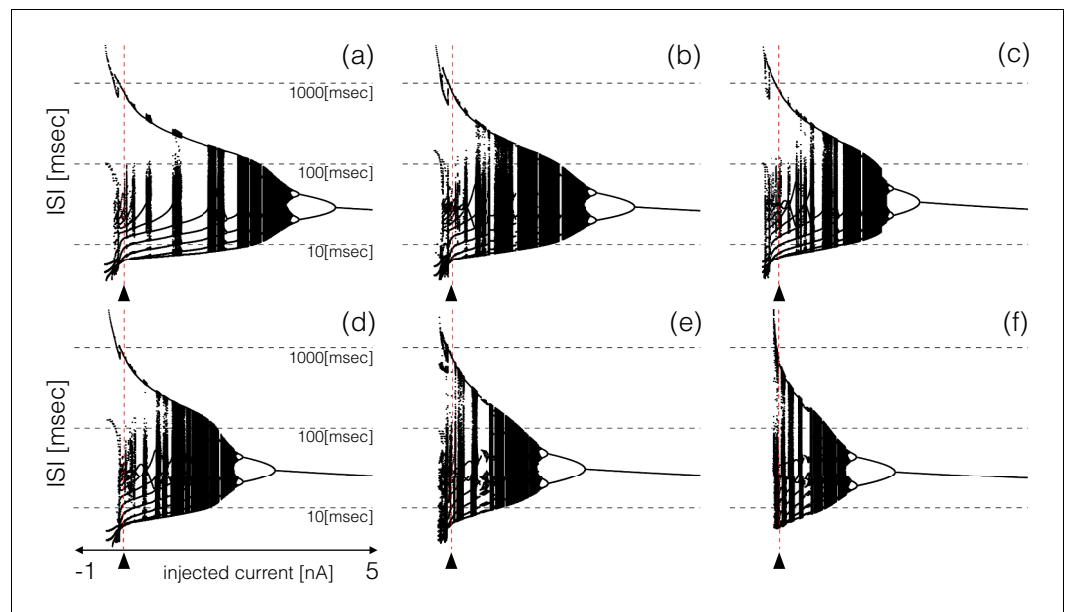 (a)
(b)
(c)
1000[msec]
ISI [msec]
100[msec]
10[msec]
(d)
(e)
(f)
1000[msec]
ISI [msec]
100[msec]
10[msec]
-1 injected current [nA] 5